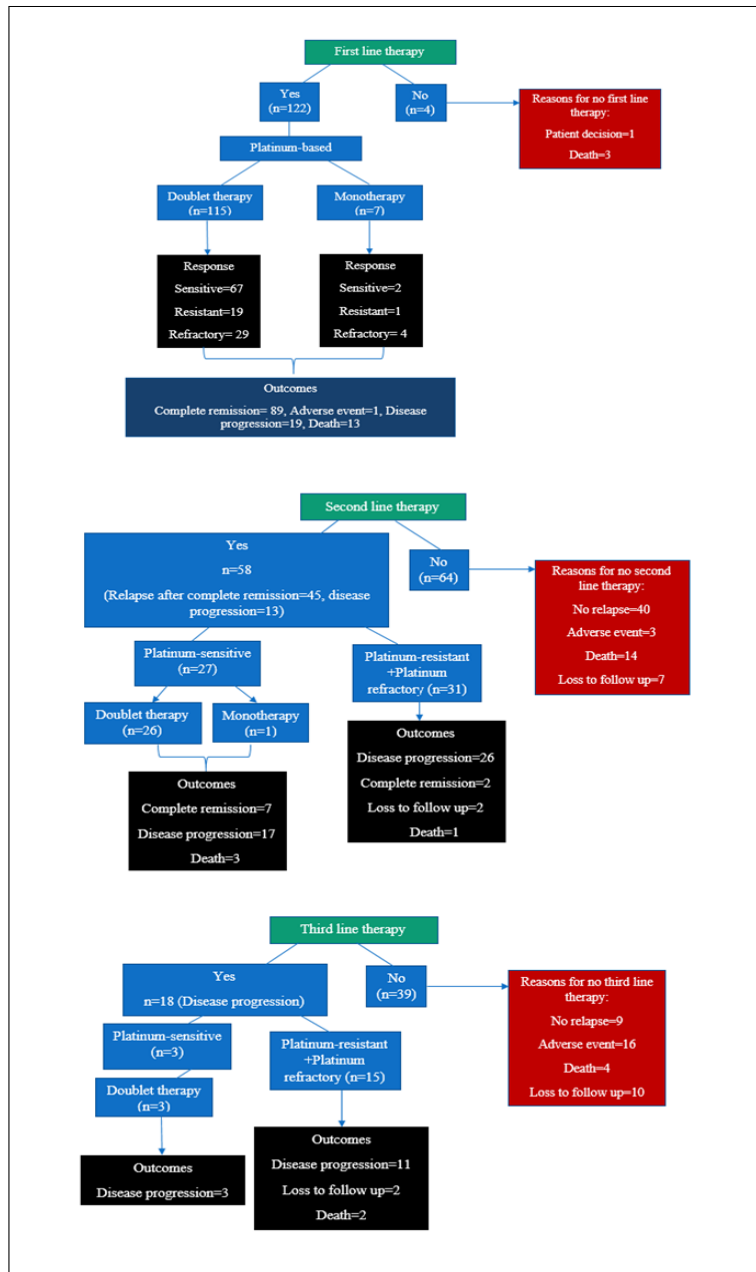 First line therapy
Yes
(n=122)
No
(n=4)
Reasons for no first line
therapy:
Patient decision=1
Death=3
Platinum-based
Doublet therapy
(n=115)
Monotherapy
(n=7)
Response
Sensitive=67
Resistant=19
Refractory= 29
Response
Sensitive=2
Resistant=1
Refractory= 4
Outcomes
Complete remission= 89, Adverse event=1, Disease
progression=19, Death=13
Second line therapy
Yes
n=58
(Relapse after complete remission=45, disease
progression=13)
No
(n=64)
Reasons for no second
line therapy:
No relapse=40
Adverse event=3
Death=14
Loss to follow up=7
Platinum-sensitive
(n=27)
Platinum-resistant
+Platinum
refractory (n=31)
Doublet therapy
(n=26)
Monotherapy
(n=1)
Outcomes
Complete remission=7
Disease progression=17
Death=3
Outcomes
Disease progression=26
Complete remission=2
Loss to follow up=2
Death=1
Third line therapy
Yes
n=18 (Disease progression)
No
(n=39)
Reasons for no third line
therapy:
No relapse=9
Adverse event=16
Death=4
Loss to follow up=10
Platinum-sensitive
(n=3)
Platinum-resistant
+Platinum
refractory (n=15)
Doublet therapy
(n=3)
Outcomes
Disease progression=3
Outcomes
Disease progression=11
Loss to follow up=2
Death=2